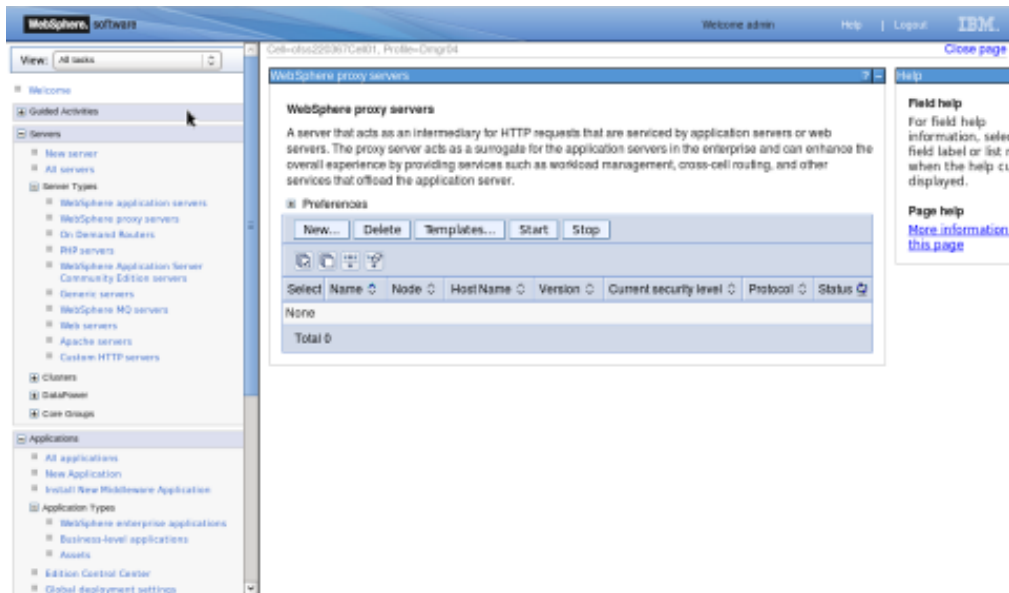 WebSphere. software
Welcome admin Help | Logout IBM.
View: All tasks
Welcome
Guided Activities
Servers
New server
All servers
Server Types
WebSphere application servers
WebSphere proxy servers
On Demand Routers
PHP servers
WebSphere Application Server
Community Edition servers
Generic servers
WebSphere MQ servers
Web servers
Apache servers
Custom HTTP servers
Clusters
DataPower
Core Groups
Applications
All applications
New Application
Install New Middleware Application
Application Types
WebSphere enterprise applications
Business-level applications
Assets
Edition Control Center
Global deployment settings
Close page
WebSphere proxy servers ? -
WebSphere proxy servers
A server that acts as an intermediary for HTTP requests that are serviced by application servers or web
servers. The proxy server acts as a surrogate for the application servers in the enterprise and can enhance the
overall experience by providing services such as workload management, cross-cell routing, and other
services that offload the application server.
Preferences
New... Delete Templates... Start Stop
Select Name Node Host Name Version Current security level Protocol Status
None
Total 0
Help
Field help
For field help
information, selec
field label or list m
when the help cu
displayed.
Page help
More information
this page